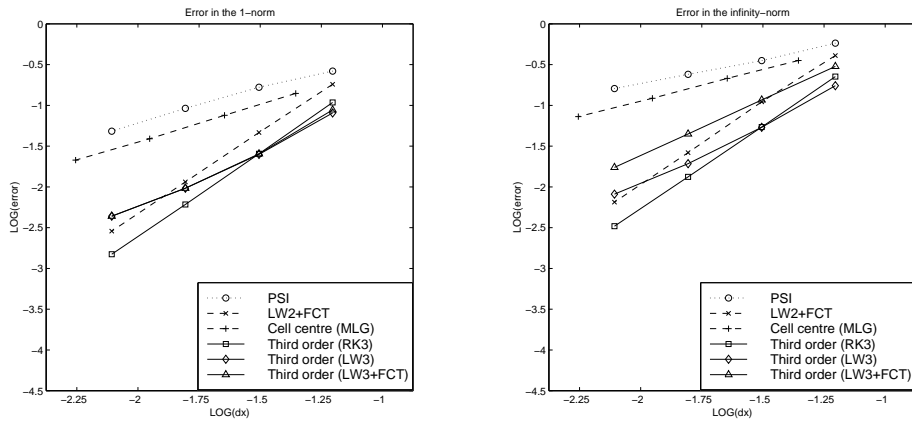 Error in the 1−norm
0
−0.5
−1
−1.5
−2
−2.5
−3
−3.5
−4
−4.5
LOG(error)
PSI
LW2+FCT
Cell centre (MLG)
Third order (RK3)
Third order (LW3)
Third order (LW3+FCT)
−2.25
−2
−1.75
−1.5
−1.25
−1
LOG(dx)
Error in the infinity−norm
0
−0.5
−1
−1.5
−2
−2.5
−3
−3.5
−4
−4.5
LOG(error)
PSI
LW2+FCT
Cell centre (MLG)
Third order (RK3)
Third order (LW3)
Third order (LW3+FCT)
−2.25
−2
−1.75
−1.5
−1.25
−1
LOG(dx)